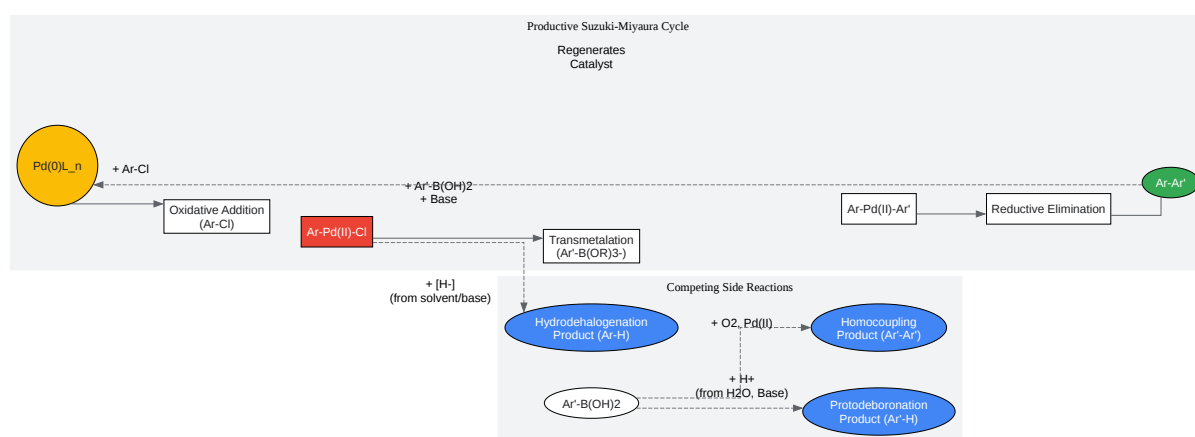 Productive Suzuki-Miyaura Cycle
Regenerates
Catalyst
Pd(0)L_n
+ Ar-Cl
+ Ar'-B(OH)2
+ Base
Ar-Ar'
Oxidative Addition
(Ar-Cl)
Ar-Pd(II)-Cl
Transmetalation
(Ar'-B(OR)3-)
Ar-Pd(II)-Ar'
Reductive Elimination
+ [H-]
(from solvent/base)
Competing Side Reactions
Hydrodehalogenation
Product (Ar-H)
+ O2, Pd(II)
Homocoupling
Product (Ar'-Ar')
+ H+
(from H2O, Base)
Ar'-B(OH)2
Protodeboronation
Product (Ar'-H)